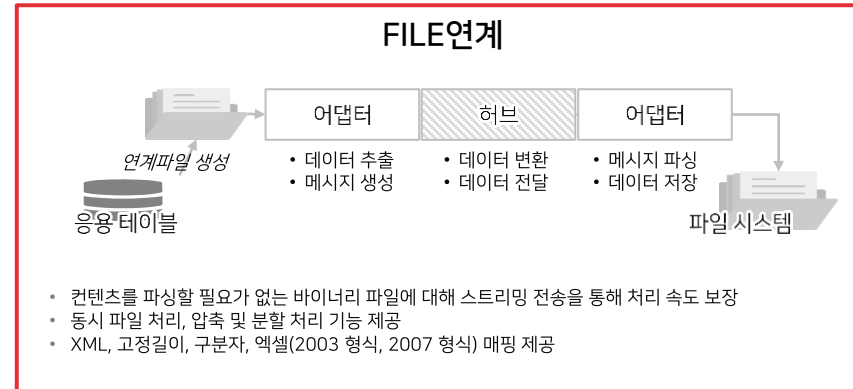 FILE연계
어댑터
허브
어댑터
연계파일 생성
• 데이터 추출
• 메시지 생성
• 데이터 변환
• 데이터 전달
• 메시지 파싱
• 데이터 저장
응용 테이블
파일 시스템
• 컨텐츠를 파싱할 필요가 없는 바이너리 파일에 대해 스트리밍 전송을 통해 처리 속도 보장
• 동시 파일 처리, 압축 및 분할 처리 기능 제공
• XML, 고정길이, 구분자, 엑셀(2003 형식, 2007 형식) 매핑 제공